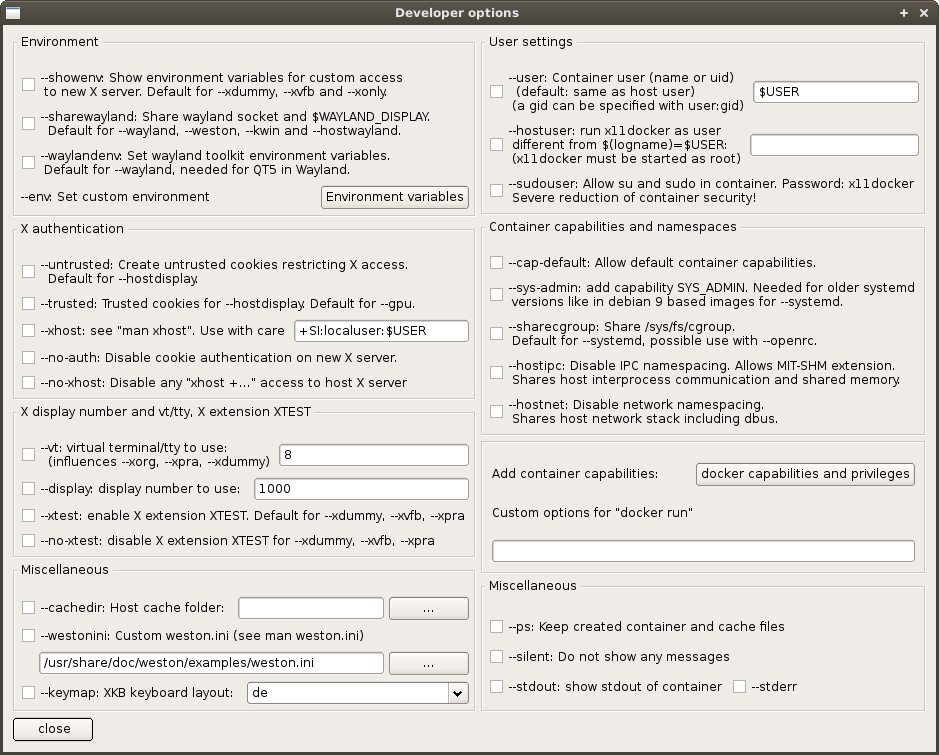 Developer options
Environment
--showenv: Show environment variables for custom access
to new X server. Default for --xdummy, --xvfb and --xonly.
--sharewayland: Share wayland socket and $WAYLAND_DISPLAY.
Default for --wayland, --weston, --kwin and --hostwayland.
--waylandenv: Set wayland toolkit environment variables.
Default for --wayland, needed for QT5 in Wayland.
--env: Set custom environment
Environment variables
X authentication
--untrusted: Create untrusted cookies restricting X access.
Default for --hostdisplay.
--trusted: Trusted cookies for --hostdisplay. Default for --gpu.
--xhost: see "man xhost". Use with care
+SI:localuser:$USER
--no-auth: Disable cookie authentication on new X server.
--no-xhost: Disable any "xhost +..." access to host X server
X display number and vt/tty, X extension XTEST
--vt: virtual terminal/tty to use:
(influences --xorg, --xpra, --xdummy)
8
--display: display number to use:
1000
--xtest: enable X extension XTEST. Default for --xdummy, --xvfb, --xpra
--no-xtest: disable X extension XTEST for --xdummy, --xvfb, --xpra
Miscellaneous
--cachedir: Host cache folder:
...
--westonini: Custom weston.ini (see man weston.ini)
/usr/share/doc/weston/examples/weston.ini
...
--keymap: XKB keyboard layout:
de
close
User settings
--user: Container user (name or uid)
(default: same as host user)
(a gid can be specified with user:gid)
$USER
--hostuser: run x11docker as user
different from $(logname)=$USER:
(x11docker must be started as root)
--sudouser: Allow su and sudo in container. Password: x11docker
Severe reduction of container security!
Container capabilities and namespaces
--cap-default: Allow default container capabilities.
--sys-admin: add capability SYS_ADMIN. Needed for older systemd
versions like in debian 9 based images for --systemd.
--sharecgroup: Share /sys/fs/cgroup.
Default for --systemd, possible use with --openrc.
--hostipc: Disable IPC namespacing. Allows MIT-SHM extension.
Shares host interprocess communication and shared memory.
--hostnet: Disable network namespacing.
Shares host network stack including dbus.
Add container capabilities:
docker capabilities and privileges
Custom options for "docker run"
Miscellaneous
--ps: Keep created container and cache files
--silent: Do not show any messages
--stdout: show stdout of container
--stderr